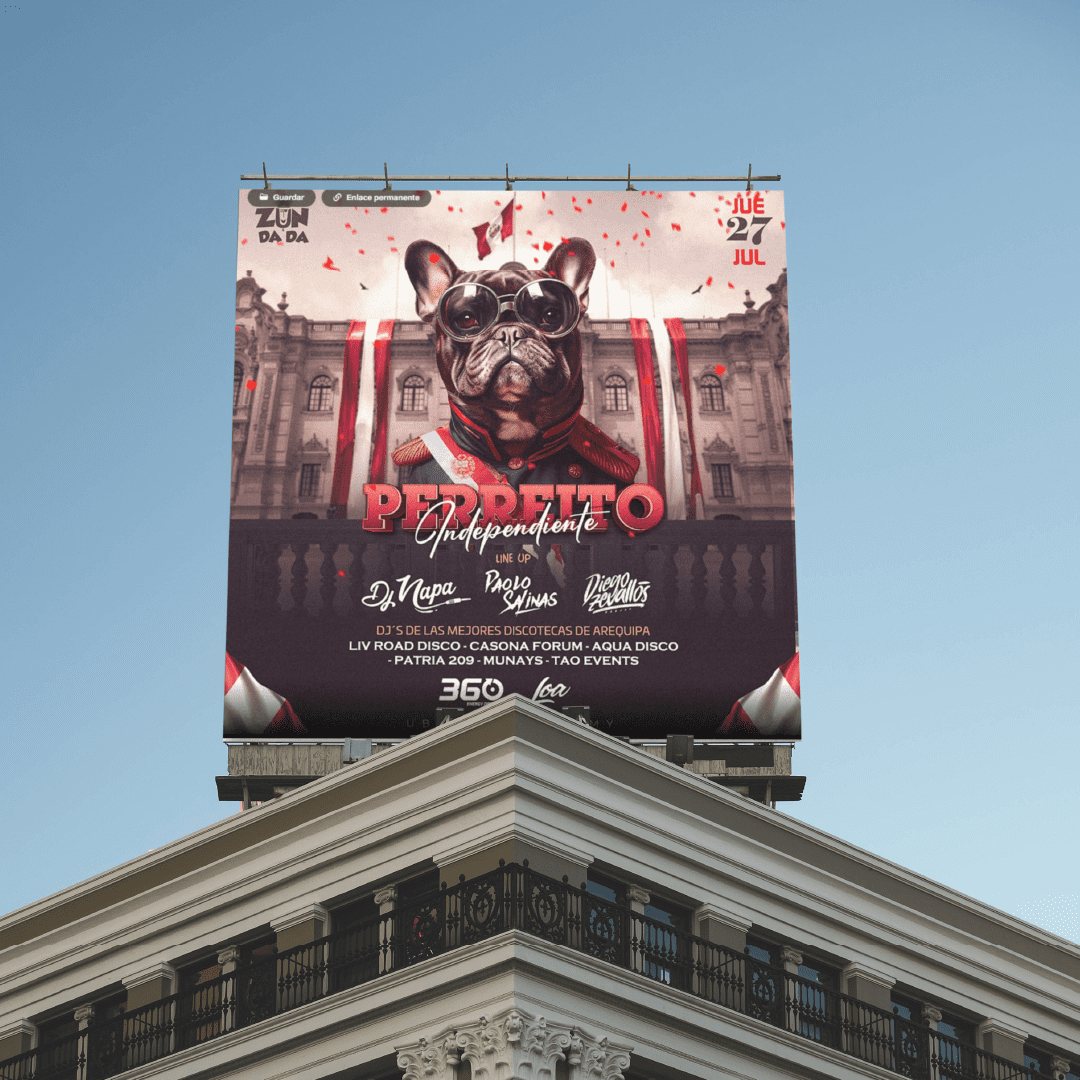 Guardar
Enlace permanente
ZUN
DA DA
JUE
27
JUL
PERREITO
Independiente
LINE UP
Dj Napa
PAOLO
SALINAS
Diego
Zevallos
DJ´S DE LAS MEJORES DISCOTECAS DE AREQUIPA
LIV ROAD DISCO - CASONA FORUM - AQUA DISCO
- PATRIA 209 - MUNAYS - TAO EVENTS
360
Loa